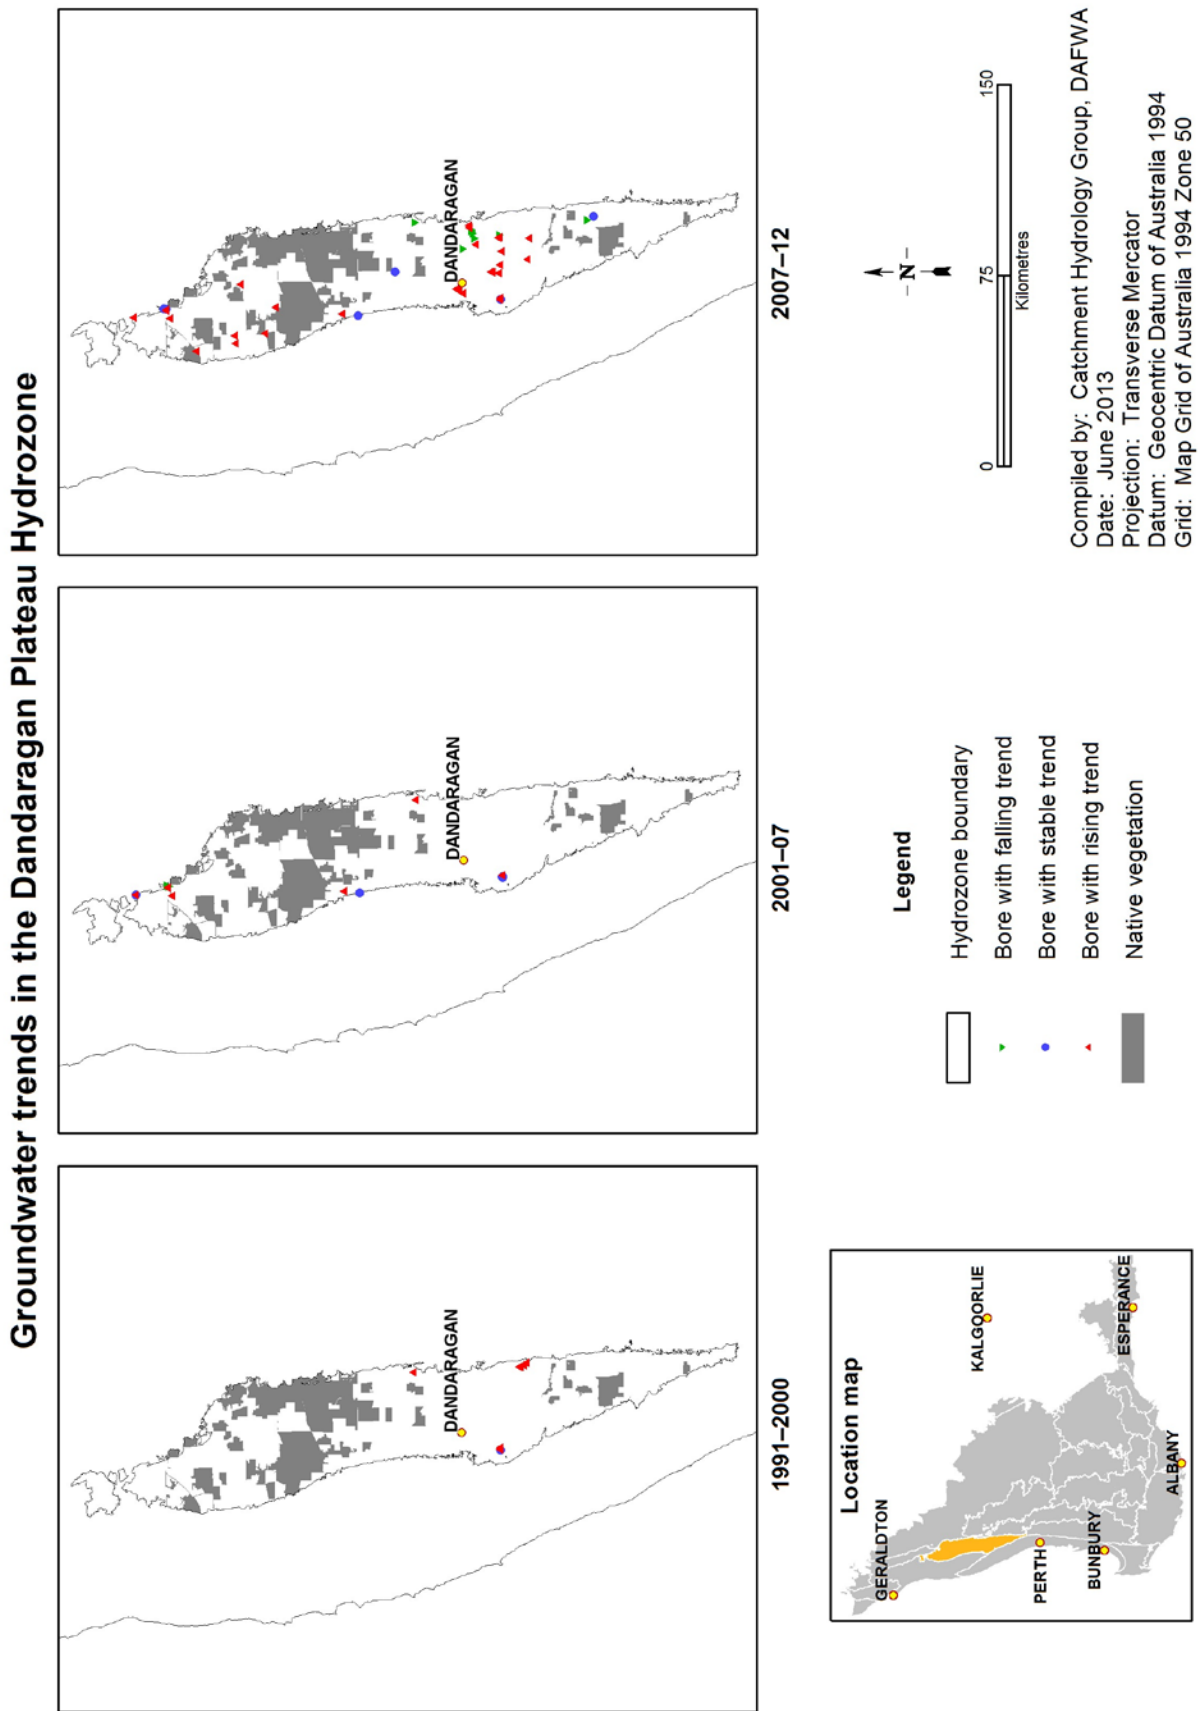 Groundwater trends in the Dandaragan Plateau Hydrozone
DANDARAGAN
1991–2000
DANDARAGAN
2001–07
DANDARAGAN
2007–12
Location map
GERALDTON
KALGOORLIE
PERTH
BUNBURY
ESPERANCE
ALBANY
Legend
Hydrozone boundary
Bore with falling trend
Bore with stable trend
Bore with rising trend
Native vegetation
N
0 75 150
Kilometres
Compiled by: Catchment Hydrology Group, DAFWA
Date: June 2013
Projection: Transverse Mercator
Datum: Geocentric Datum of Australia 1994
Grid: Map Grid of Australia 1994 Zone 50